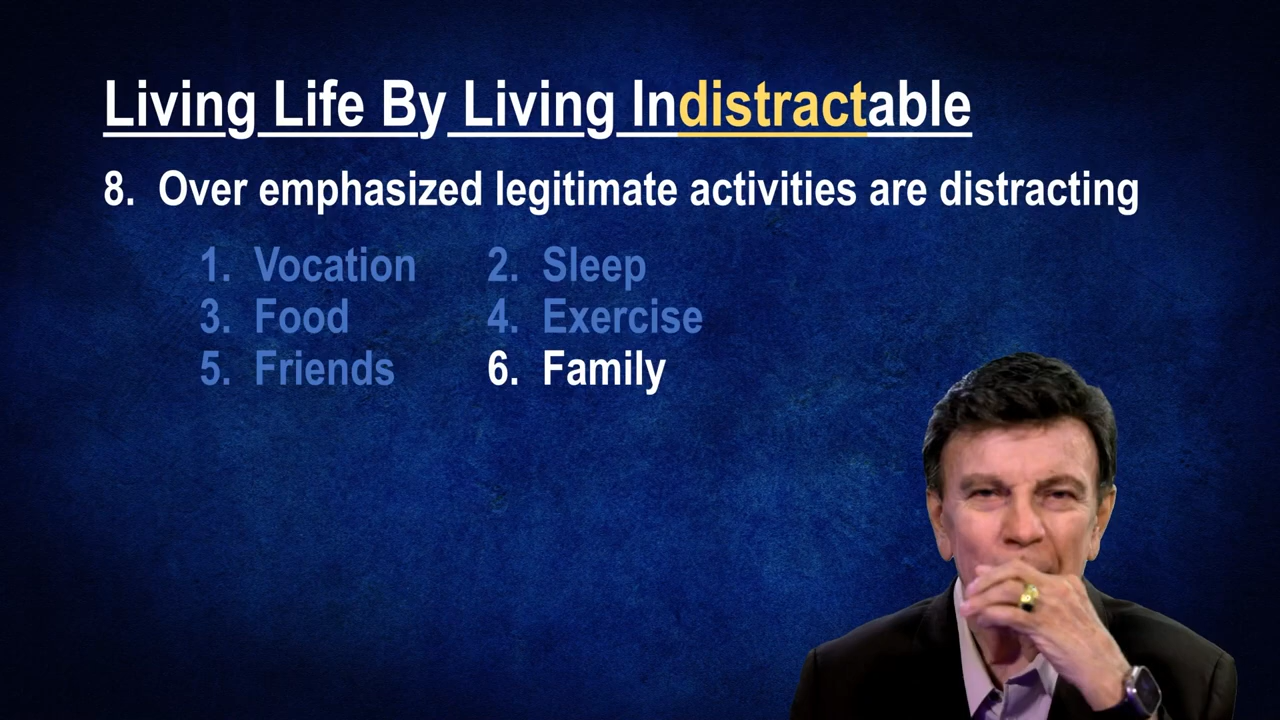 Living Life By Living Indistractable
8. Over emphasized legitimate activities are distracting
1. Vocation 2. Sleep
3. Food 4. Exercise
5. Friends 6. Family